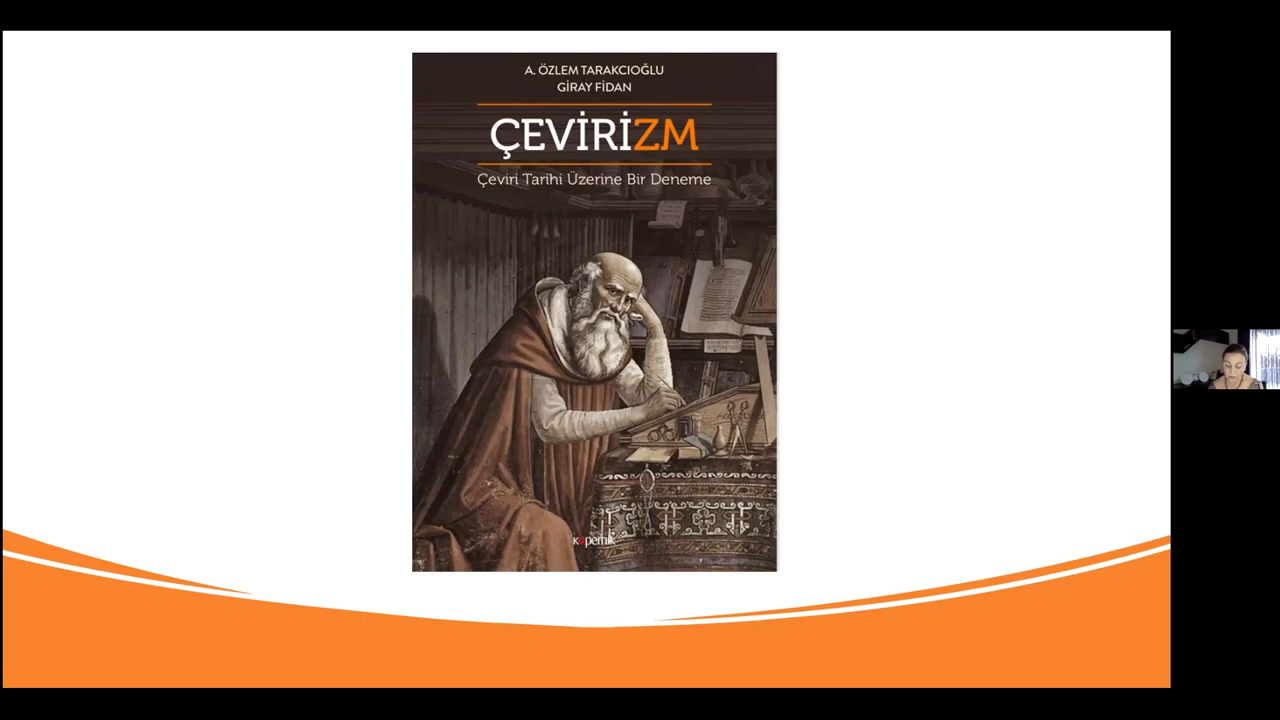 A. ÖZLEM TARAKCIOĞLU
GİRAY FİDAN
ÇEVİRİZM
Çeviri Tarihi Üzerine Bir Deneme
Kopernik